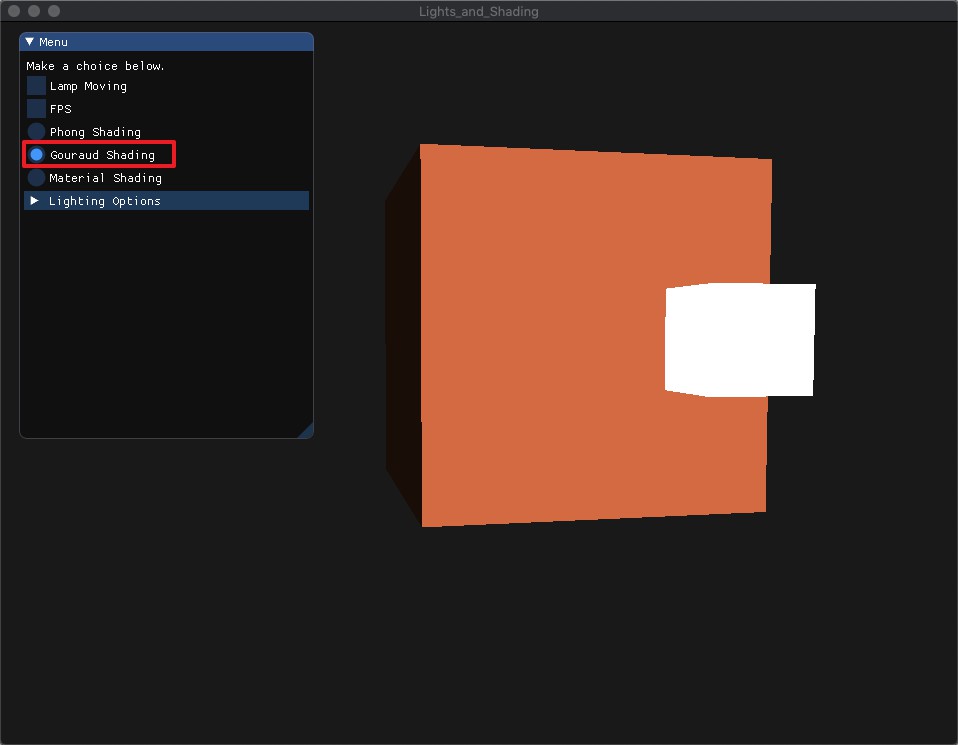 Lights_and_Shading
Menu
Make a choice below.
Lamp Moving
FPS
Phong Shading
Gouraud Shading
Material Shading
Lighting Options